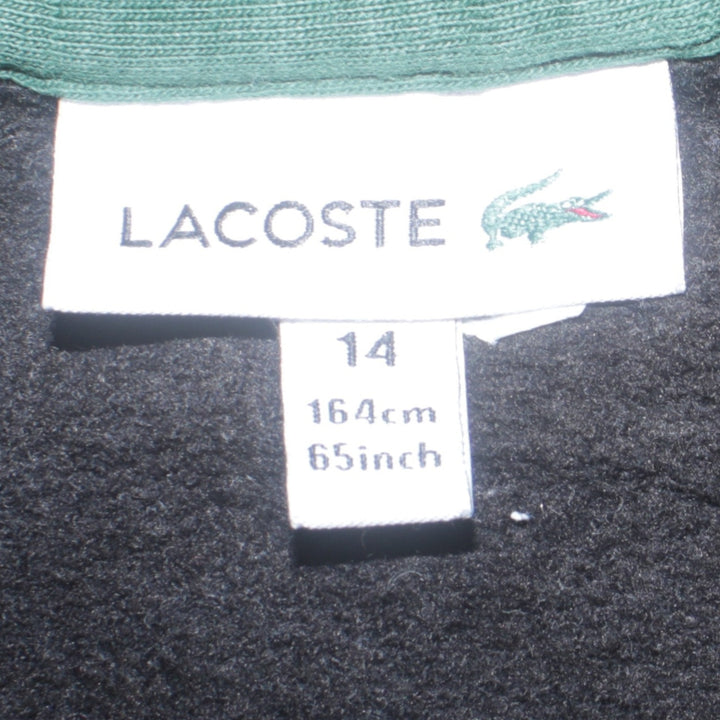 LACOSTE
14
164cm
65inch